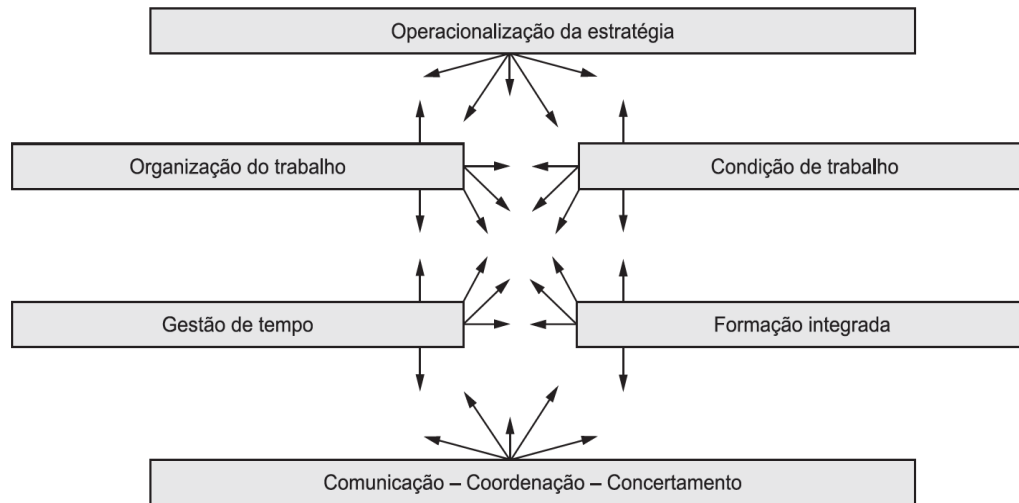 Operacionalização da estratégia
Organização do trabalho
Condição de trabalho
Gestão de tempo
Formação integrada
Comunicação – Coordenação – Concertamento